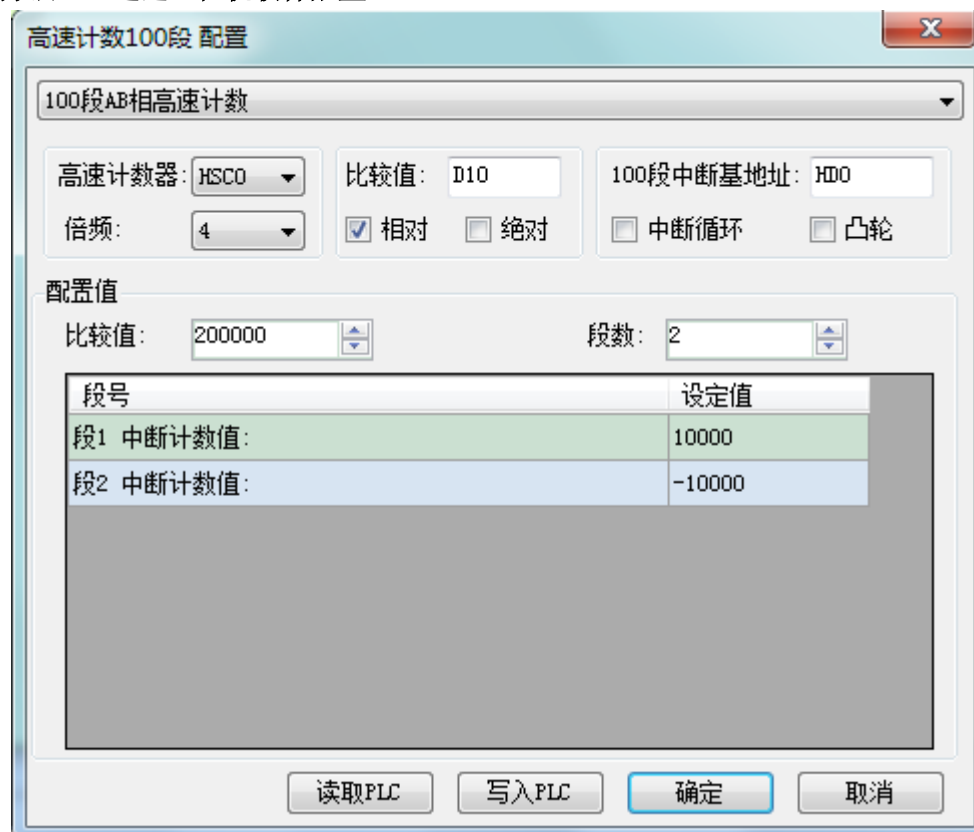 高速计数100段 配置
100段AB相高速计数
高速计数器: HSC0 比较值: D10 100段中断基地址: HD0
倍频: 4 相对 绝对 中断循环 凸轮
配置值
比较值: 200000 段数: 2
段号 设定值
段1 中断计数值: 10000
段2 中断计数值: -10000
读取PLC 写入PLC 确定 取消